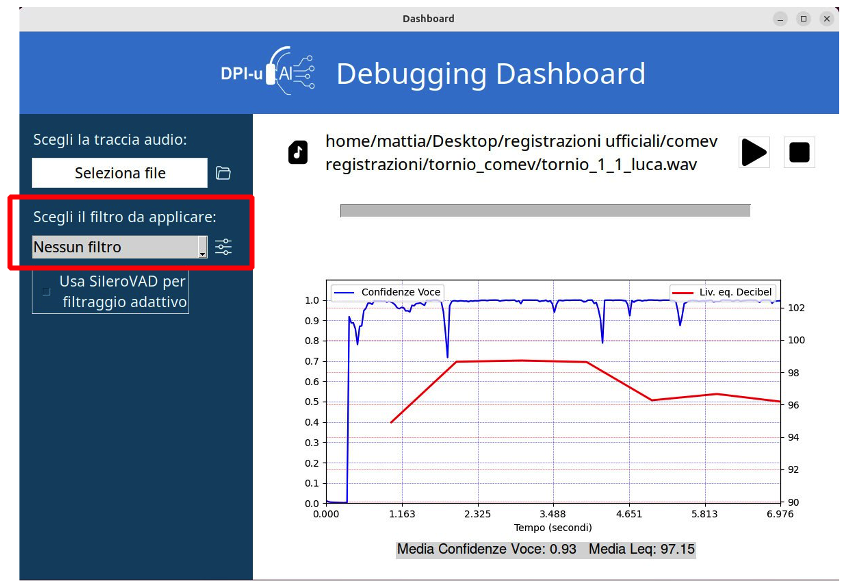 Dashboard
DPI-u AI
Debugging Dashboard
Scegli la traccia audio:
Seleziona file
Scegli il filtro da applicare:
Nessun filtro
Usa SileroVAD per
filtraggio adattivo
home/mattia/Desktop/registrazioni ufficiali/comev
registrazioni/tornio_comev/tornio_1_1_luca.wav
Confidenze Voce
Liv. eq. Decibel
1.0
0.9
0.8
0.7
0.6
0.5
0.4
0.3
0.2
0.1
0.0
102
100
98
96
94
92
90
0.000 1.163 2.325 3.488 4.651 5.813 6.976
Tempo (secondi)
Media Confidenze Voce: 0.93 Media Leq: 97.15